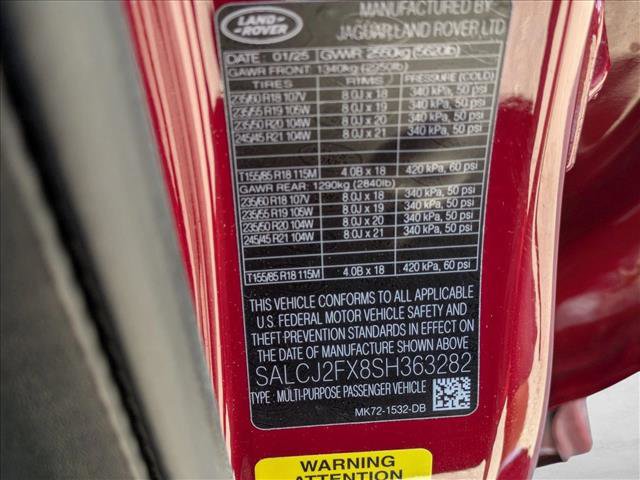 LAND-
-ROVER
MANUFACTURED BY
JAGUAR LAND ROVER LTD
DATE: 01/25 GVWR 2550kg (5620lb)
GAWR FRONT 1340kg (2950lb)
TIRES RIMS PRESSURE (COLD)
235/60 R18 107V 8.0J x 18 340 kPa, 50 psi
235/55 R19 105W 8.0J x 19 340 kPa, 50 psi
235/50 R20 104W 8.0J x 20 340 kPa, 50 psi
245/45 R21 104W 8.0J x 21 340 kPa, 50 psi
T155/85 R18 115M 4.0B x 18 420 kPa, 60 psi
GAWR REAR: 1290kg (2840lb)
235/60 R18 107V 8.0J x 18 340 kPa, 50 psi
235/55 R19 105W 8.0J x 19 340 kPa, 50 psi
235/50 R20 104W 8.0J x 20 340 kPa, 50 psi
245/45 R21 104W 8.0J x 21 340 kPa, 50 psi
T155/85 R18 115M 4.0B x 18 420 kPa, 60 psi
THIS VEHICLE CONFORMS TO ALL APPLICABLE
U.S. FEDERAL MOTOR VEHICLE SAFETY AND
THEFT PREVENTION STANDARDS IN EFFECT ON
THE DATE OF MANUFACTURE SHOWN ABOVE
SALCJ2FX8SH363282
TYPE : MULTI-PURPOSE PASSENGER VEHICLE
MK72-1532-DB
WARNING
ATTENTION